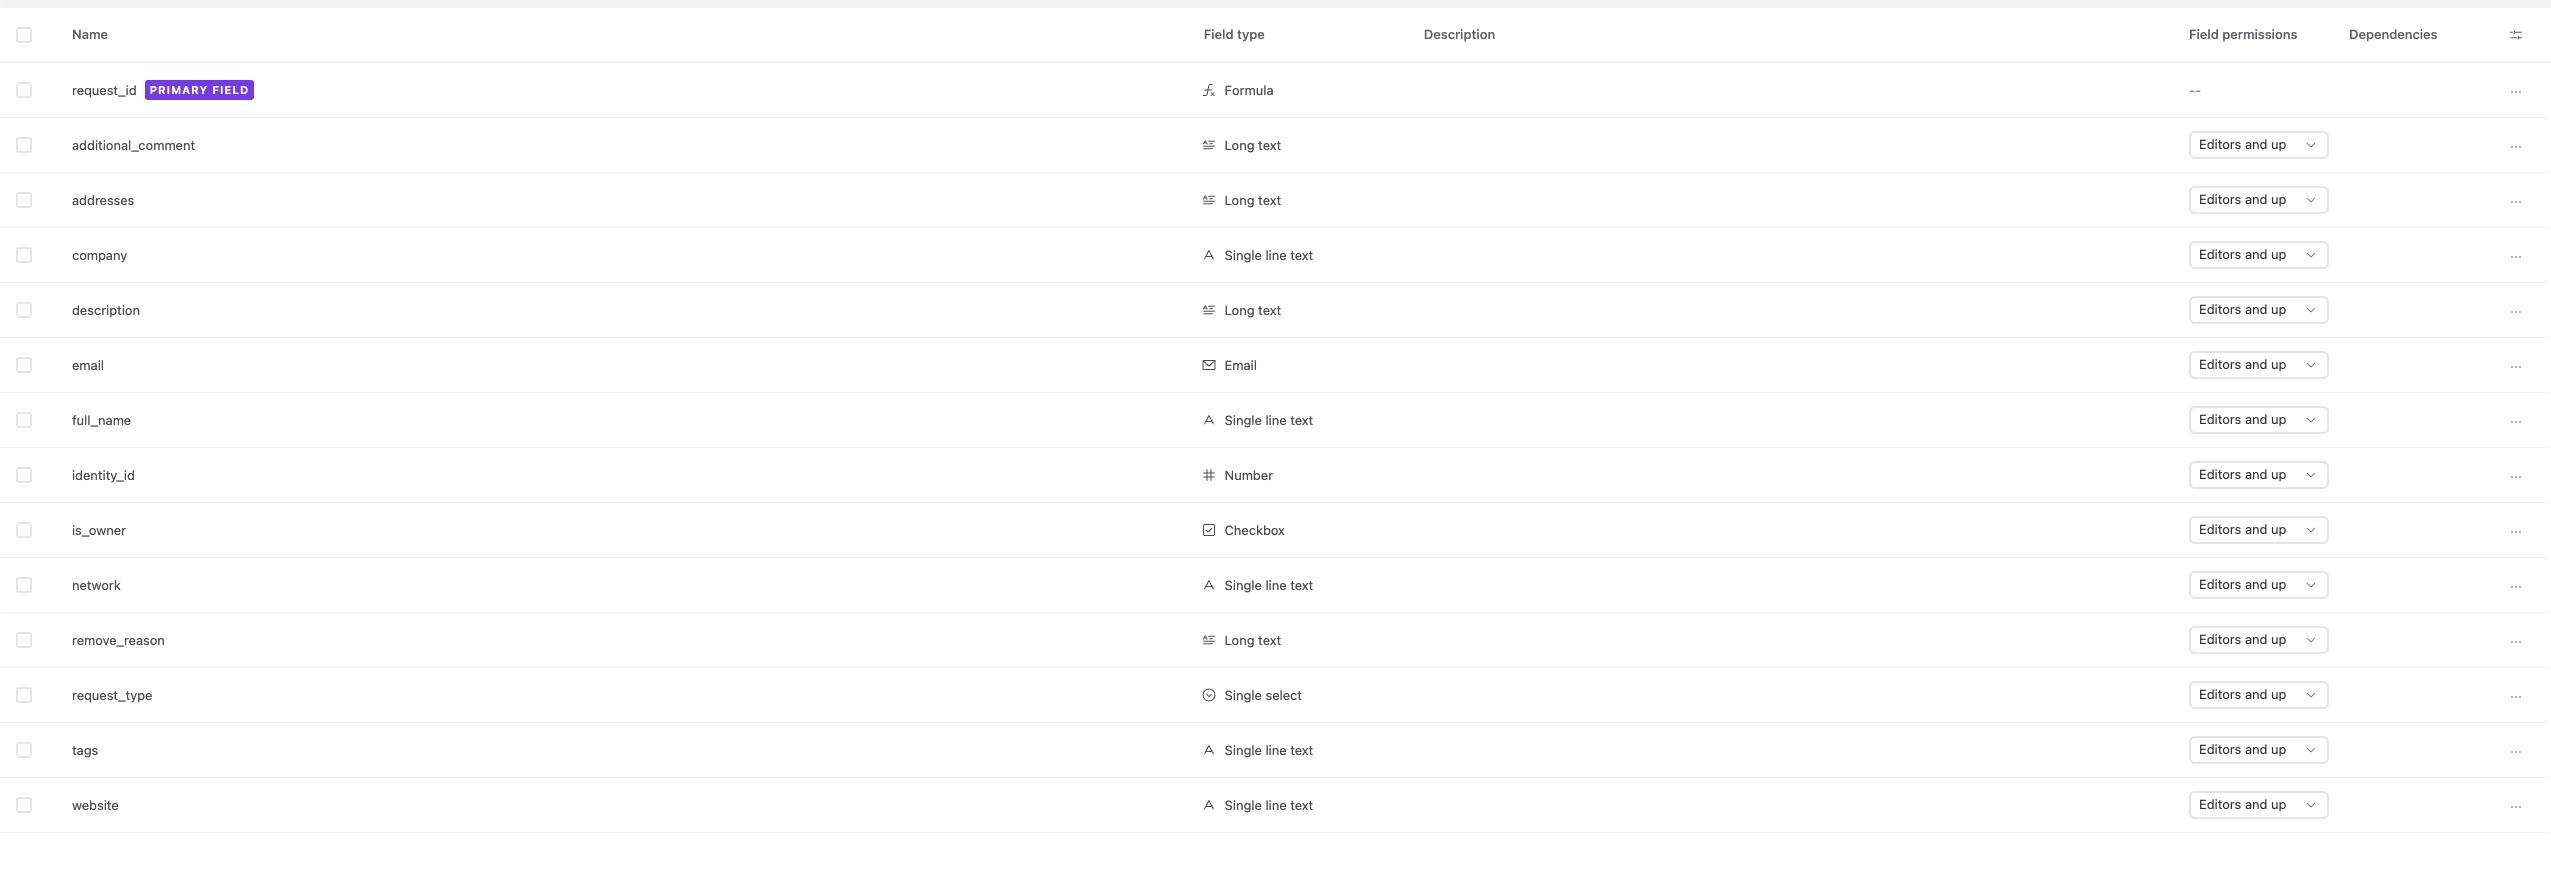 Name Field type Description Field permissions Dependencies
request_id PRIMARY FIELD Formula --
additional_comment Long text Editors and up
addresses Long text Editors and up
company Single line text Editors and up
description Long text Editors and up
email Email Editors and up
full_name Single line text Editors and up
identity_id Number Editors and up
is_owner Checkbox Editors and up
network Single line text Editors and up
remove_reason Long text Editors and up
request_type Single select Editors and up
tags Single line text Editors and up
website Single line text Editors and up